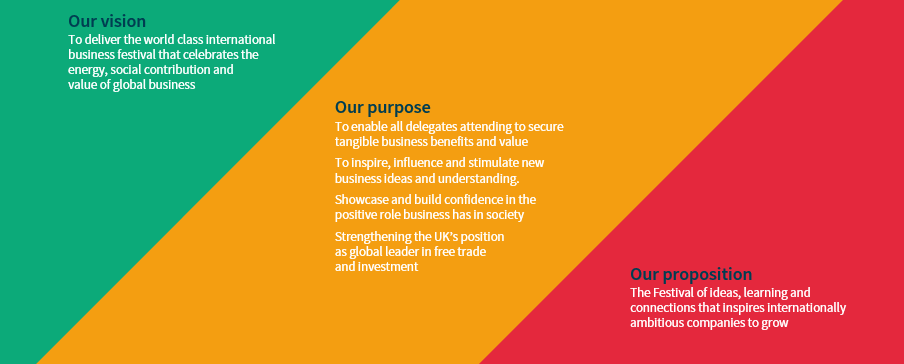 Our vision
To deliver the world class international
business festival that celebrates the
energy, social contribution and
value of global business
Our purpose
To enable all delegates attending to secure
tangible business benefits and value
To inspire, influence and stimulate new
business ideas and understanding.
Showcase and build confidence in the
positive role business has in society
Strengthening the UK's position
as global leader in free trade
and investment
Our proposition
The Festival of ideas, learning and
connections that inspires internationally
ambitious companies to grow